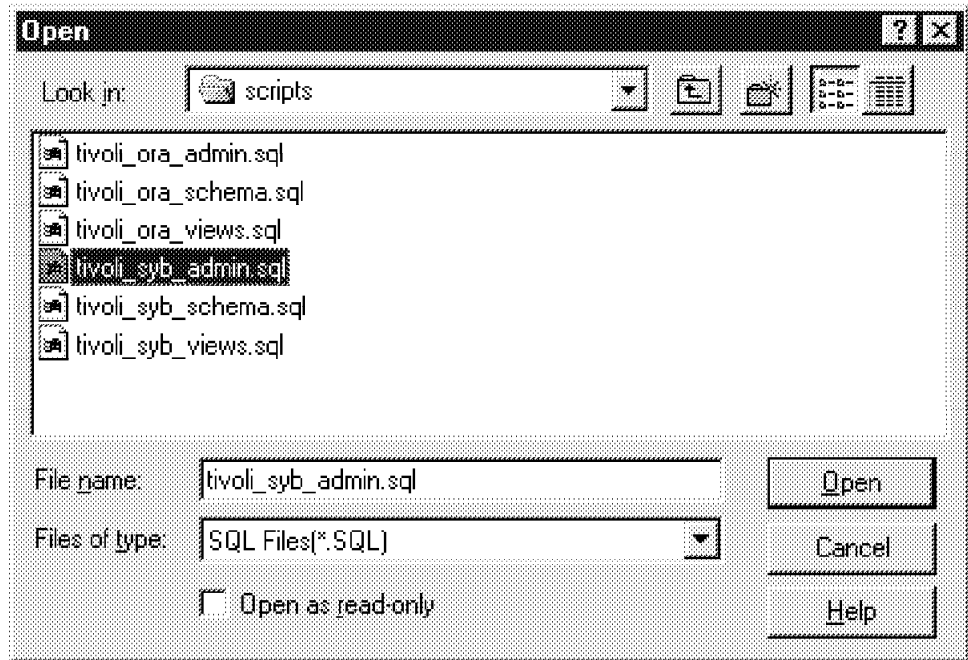 Open
Look in: scripts
tivoli_ora_admin.sql
tivoli_ora_schema.sql
tivoli_ora_views.sql
tivoli_syb_admin.sql
tivoli_syb_schema.sql
tivoli_syb_views.sql
File name: tivoli_syb_admin.sql Open
Files of type: SQL Files(*.SQL) Cancel
Open as read-only Help